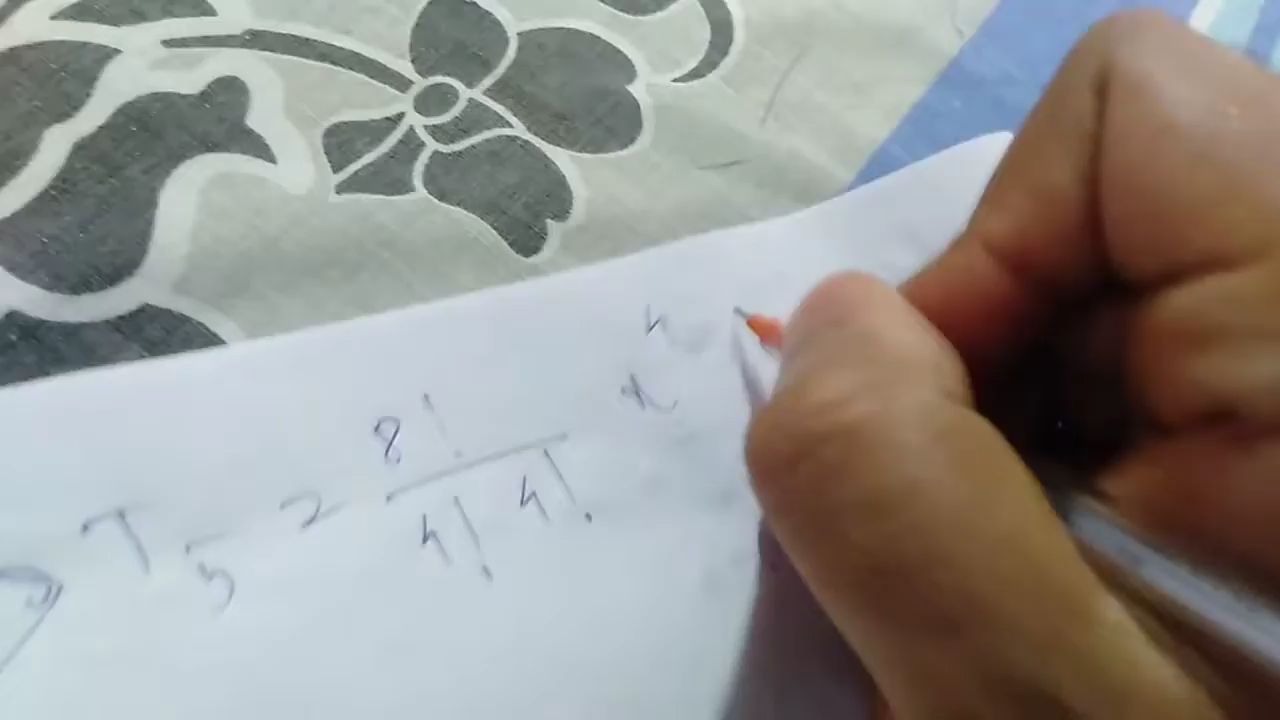 ⇒ T₅ = 8! / 4! 4! x⁴